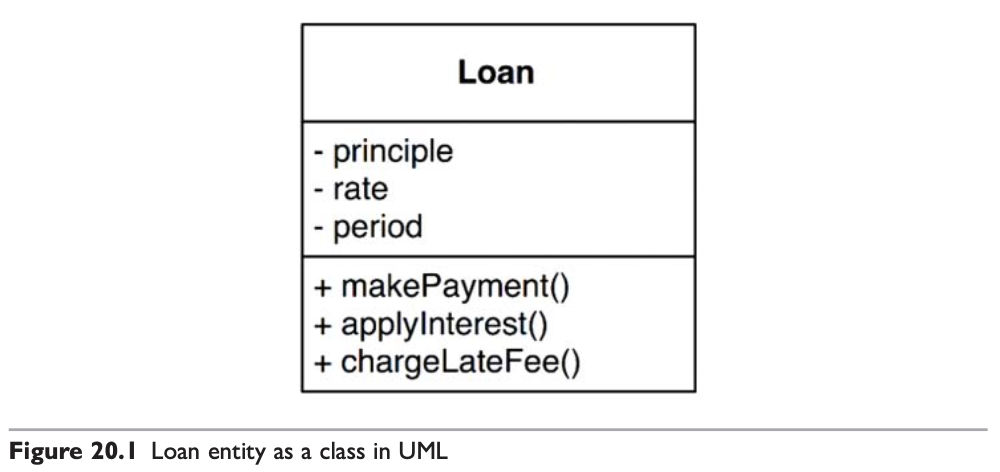 Loan
- principle
- rate
- period
+ makePayment()
+ applyInterest()
+ chargeLateFee()
Figure 20.1 Loan entity as a class in UML